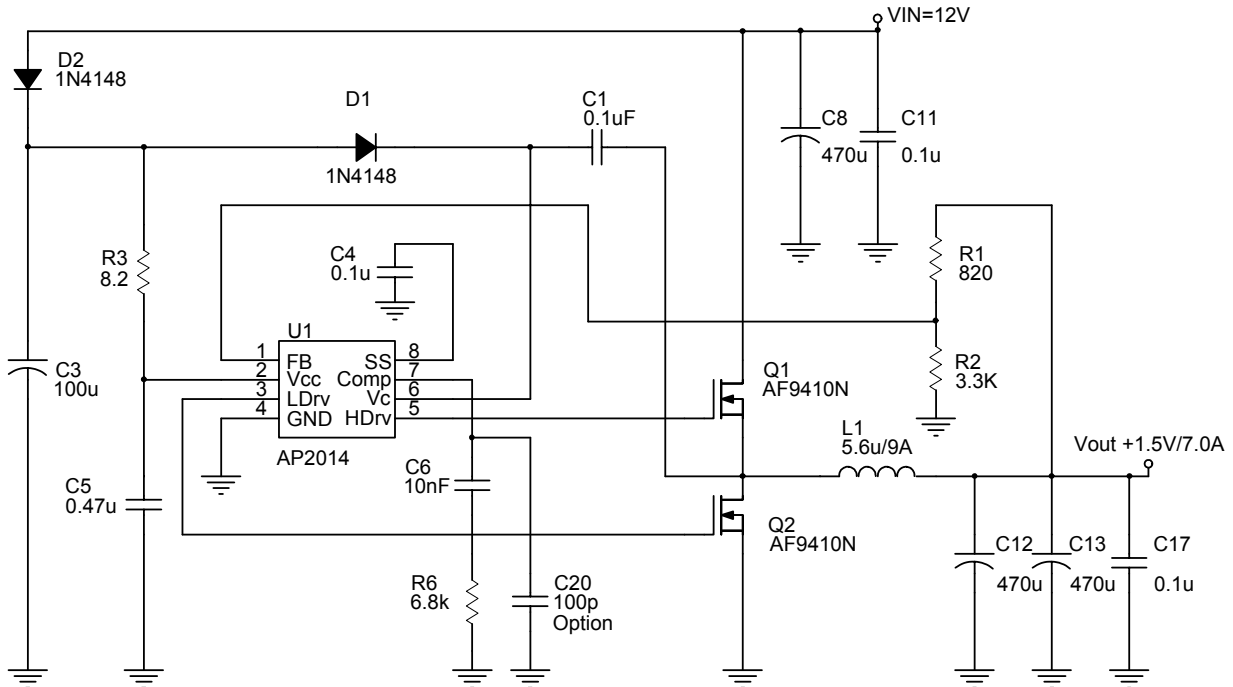 VIN=12V
D2
1N4148
D1
1N4148
C1
0.1uF
C8
470u
C11
0.1u
R3
8.2
C4
0.1u
R1
820
R2
3.3K
U1
1 FB SS 8
2 Vcc Comp 7
3 LDrv Vc 6
4 GND HDrv 5
AP2014
C3
100u
Q1
AF9410N
L1
5.6u/9A
Vout +1.5V/7.0A
C5
0.47u
C6
10nF
Q2
AF9410N
C12
470u
C13
470u
C17
0.1u
R6
6.8k
C20
100p
Option